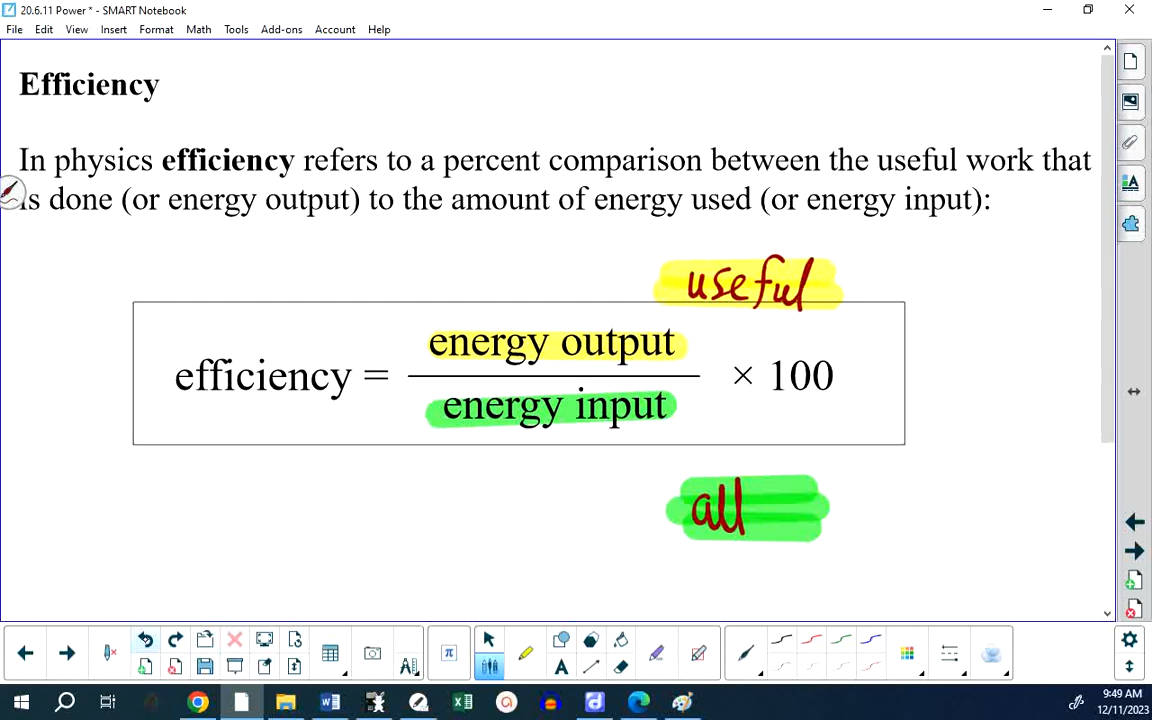 20.6.11 Power * - SMART Notebook
File Edit View Insert Format Math Tools Add-ons Account Help
Efficiency
In physics efficiency refers to a percent comparison between the useful work that
is done (or energy output) to the amount of energy used (or energy input):
useful
energy output
efficiency = × 100
energy input
all
9:49 AM
12/11/2023